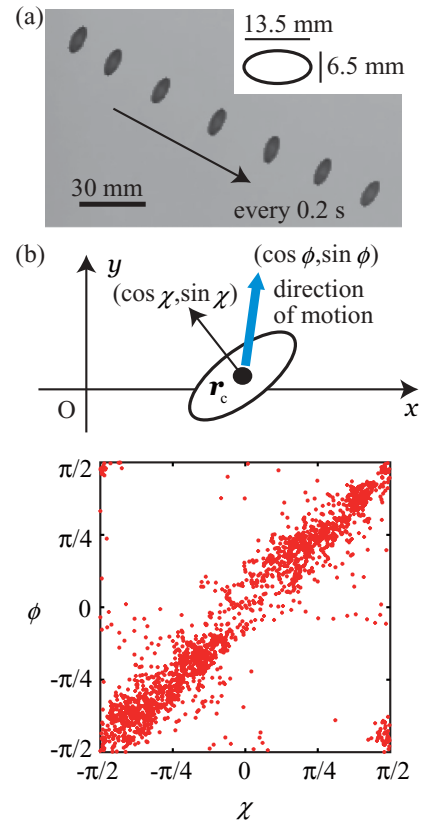 (a)
13.5 mm
6.5 mm
30 mm
every 0.2 s
(b)
y
(cos ϕ,sin ϕ)
(cos χ,sin χ)
direction
of motion
r_c
O
x
π/2
π/4
ϕ
0
-π/4
-π/2
-π/2
-π/4
0
π/4
π/2
χ